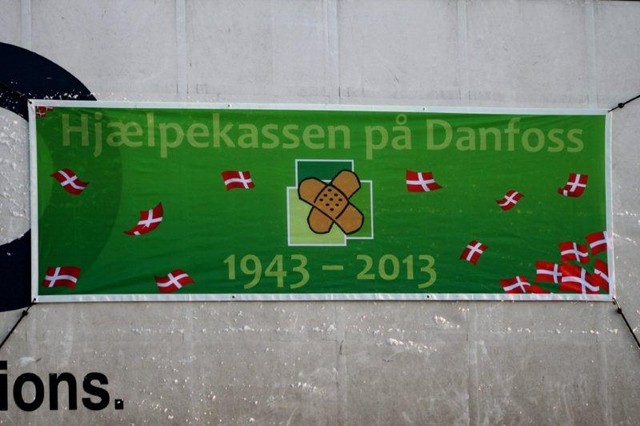 Hjælpekassen på Danfoss
1943 – 2013
ions.